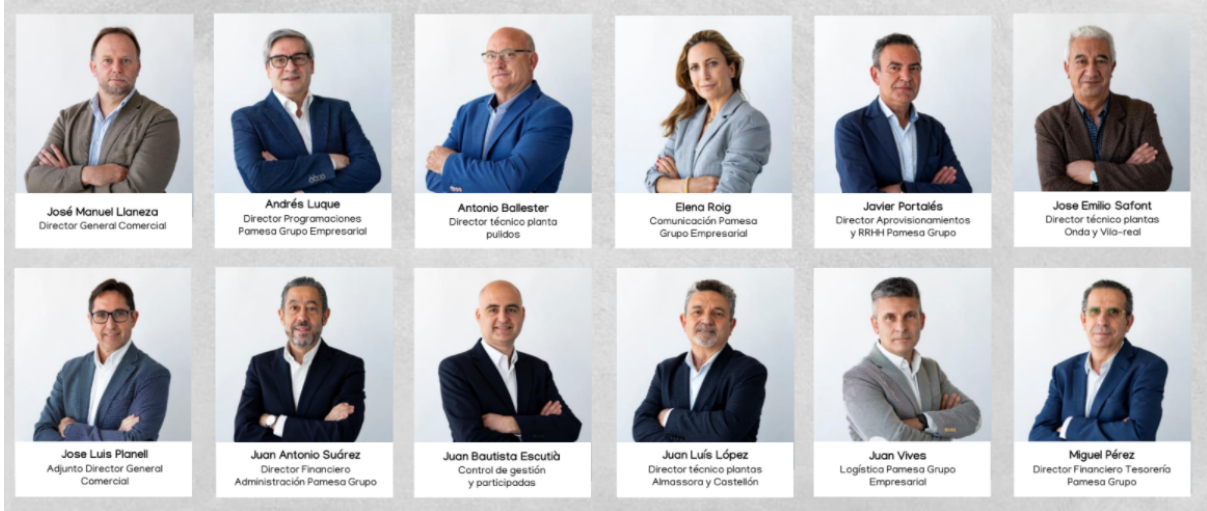 José Manuel Llaneza
Director General Comercial
Andrés Luque
Director Programaciones
Pamesa Grupo Empresarial
Antonio Ballester
Director técnico planta
pulidos
Elena Roig
Comunicación Pamesa
Grupo Empresarial
Javier Portalés
Director Aprovisionamientos
y RRHH Pamesa Grupo
Jose Emilio Safont
Director técnico plantas
Onda y Vila-real
Jose Luis Planell
Adjunto Director General
Comercial
Juan Antonio Suárez
Director Financiero
Administración Pamesa Grupo
Juan Bautista Escutià
Control de gestión
y participadas
Juan Luís López
Director técnico plantas
Almassora y Castellón
Juan Vives
Logística Pamesa Grupo
Empresarial
Miguel Pérez
Director Financiero Tesorería
Pamesa Grupo